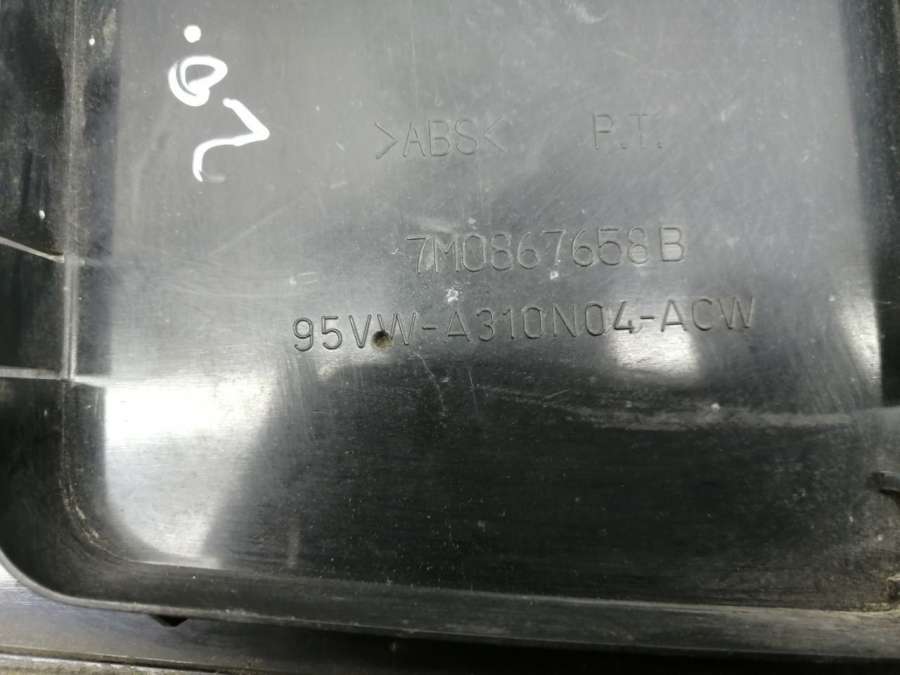 >ABS< P.T.
7M0867658B
95VW-A310N04-ACW